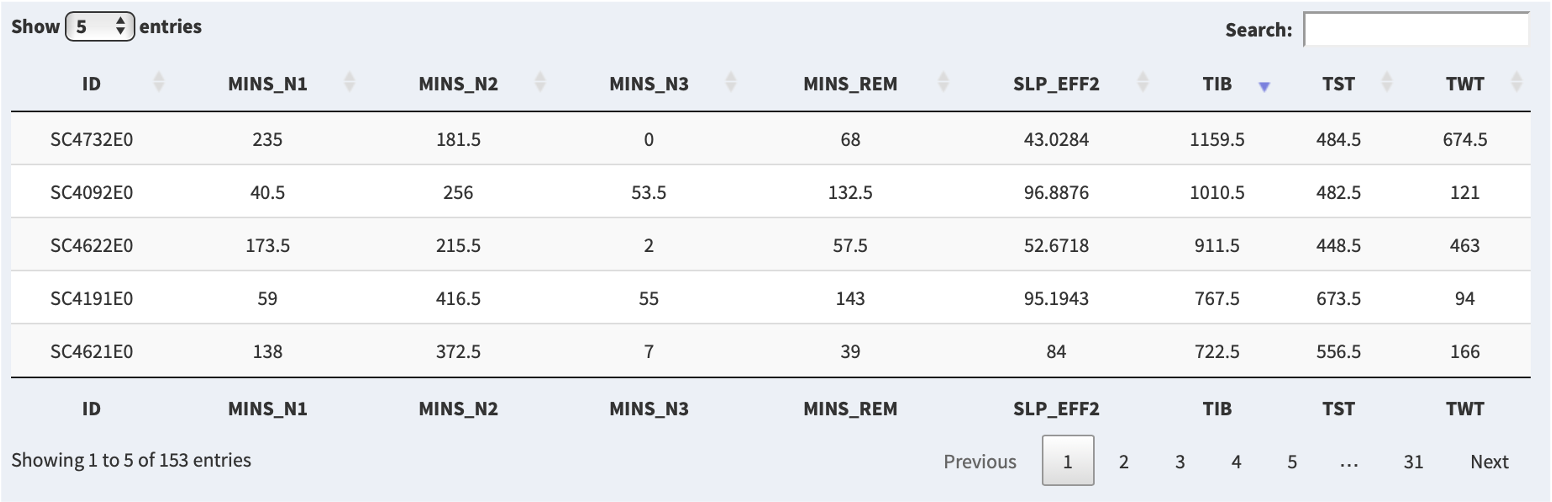 Show 5 entries Search:
ID MINS_N1 MINS_N2 MINS_N3 MINS_REM SLP_EFF2 TIB TST TWT
SC4732E0 235 181.5 0 68 43.0284 1159.5 484.5 674.5
SC4092E0 40.5 256 53.5 132.5 96.8876 1010.5 482.5 121
SC4622E0 173.5 215.5 2 57.5 52.6718 911.5 448.5 463
SC4191E0 59 416.5 55 143 95.1943 767.5 673.5 94
SC4621E0 138 372.5 7 39 84 722.5 556.5 166
ID MINS_N1 MINS_N2 MINS_N3 MINS_REM SLP_EFF2 TIB TST TWT
Showing 1 to 5 of 153 entries Previous 1 2 3 4 5 … 31 Next